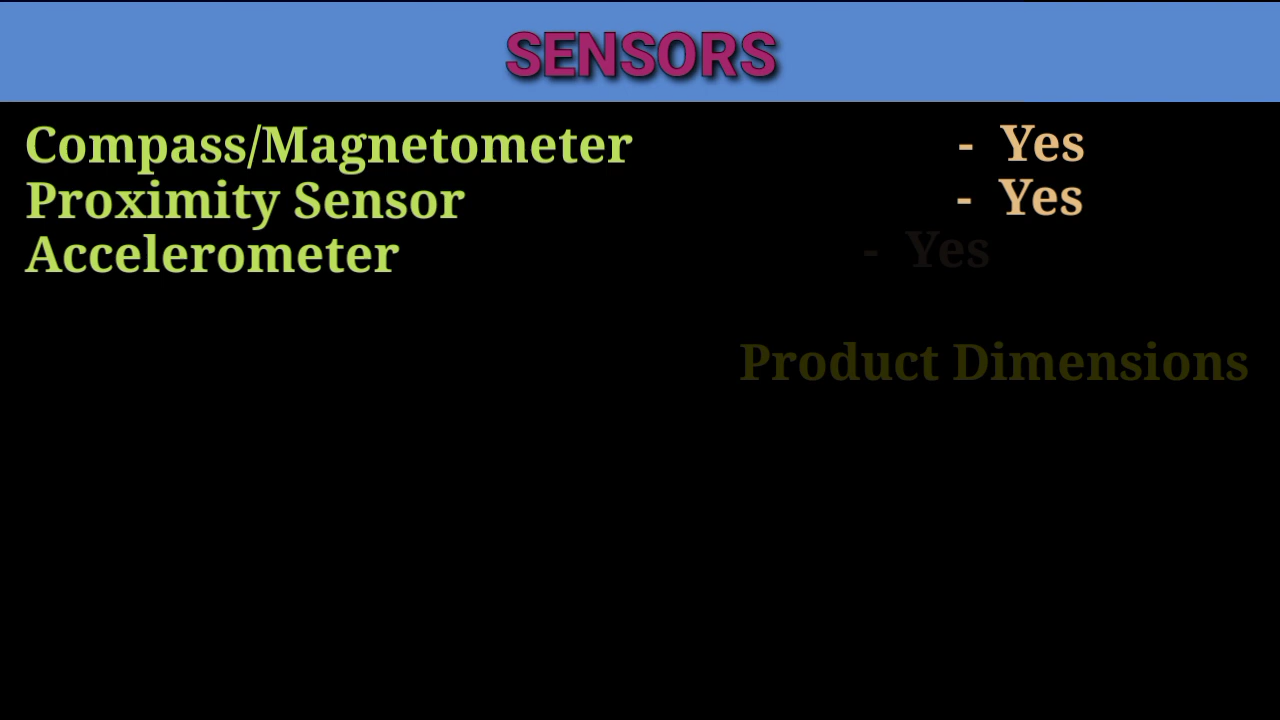 SENSORS
Compass/Magnetometer - Yes
Proximity Sensor - Yes
Accelerometer - Yes
Product Dimensions